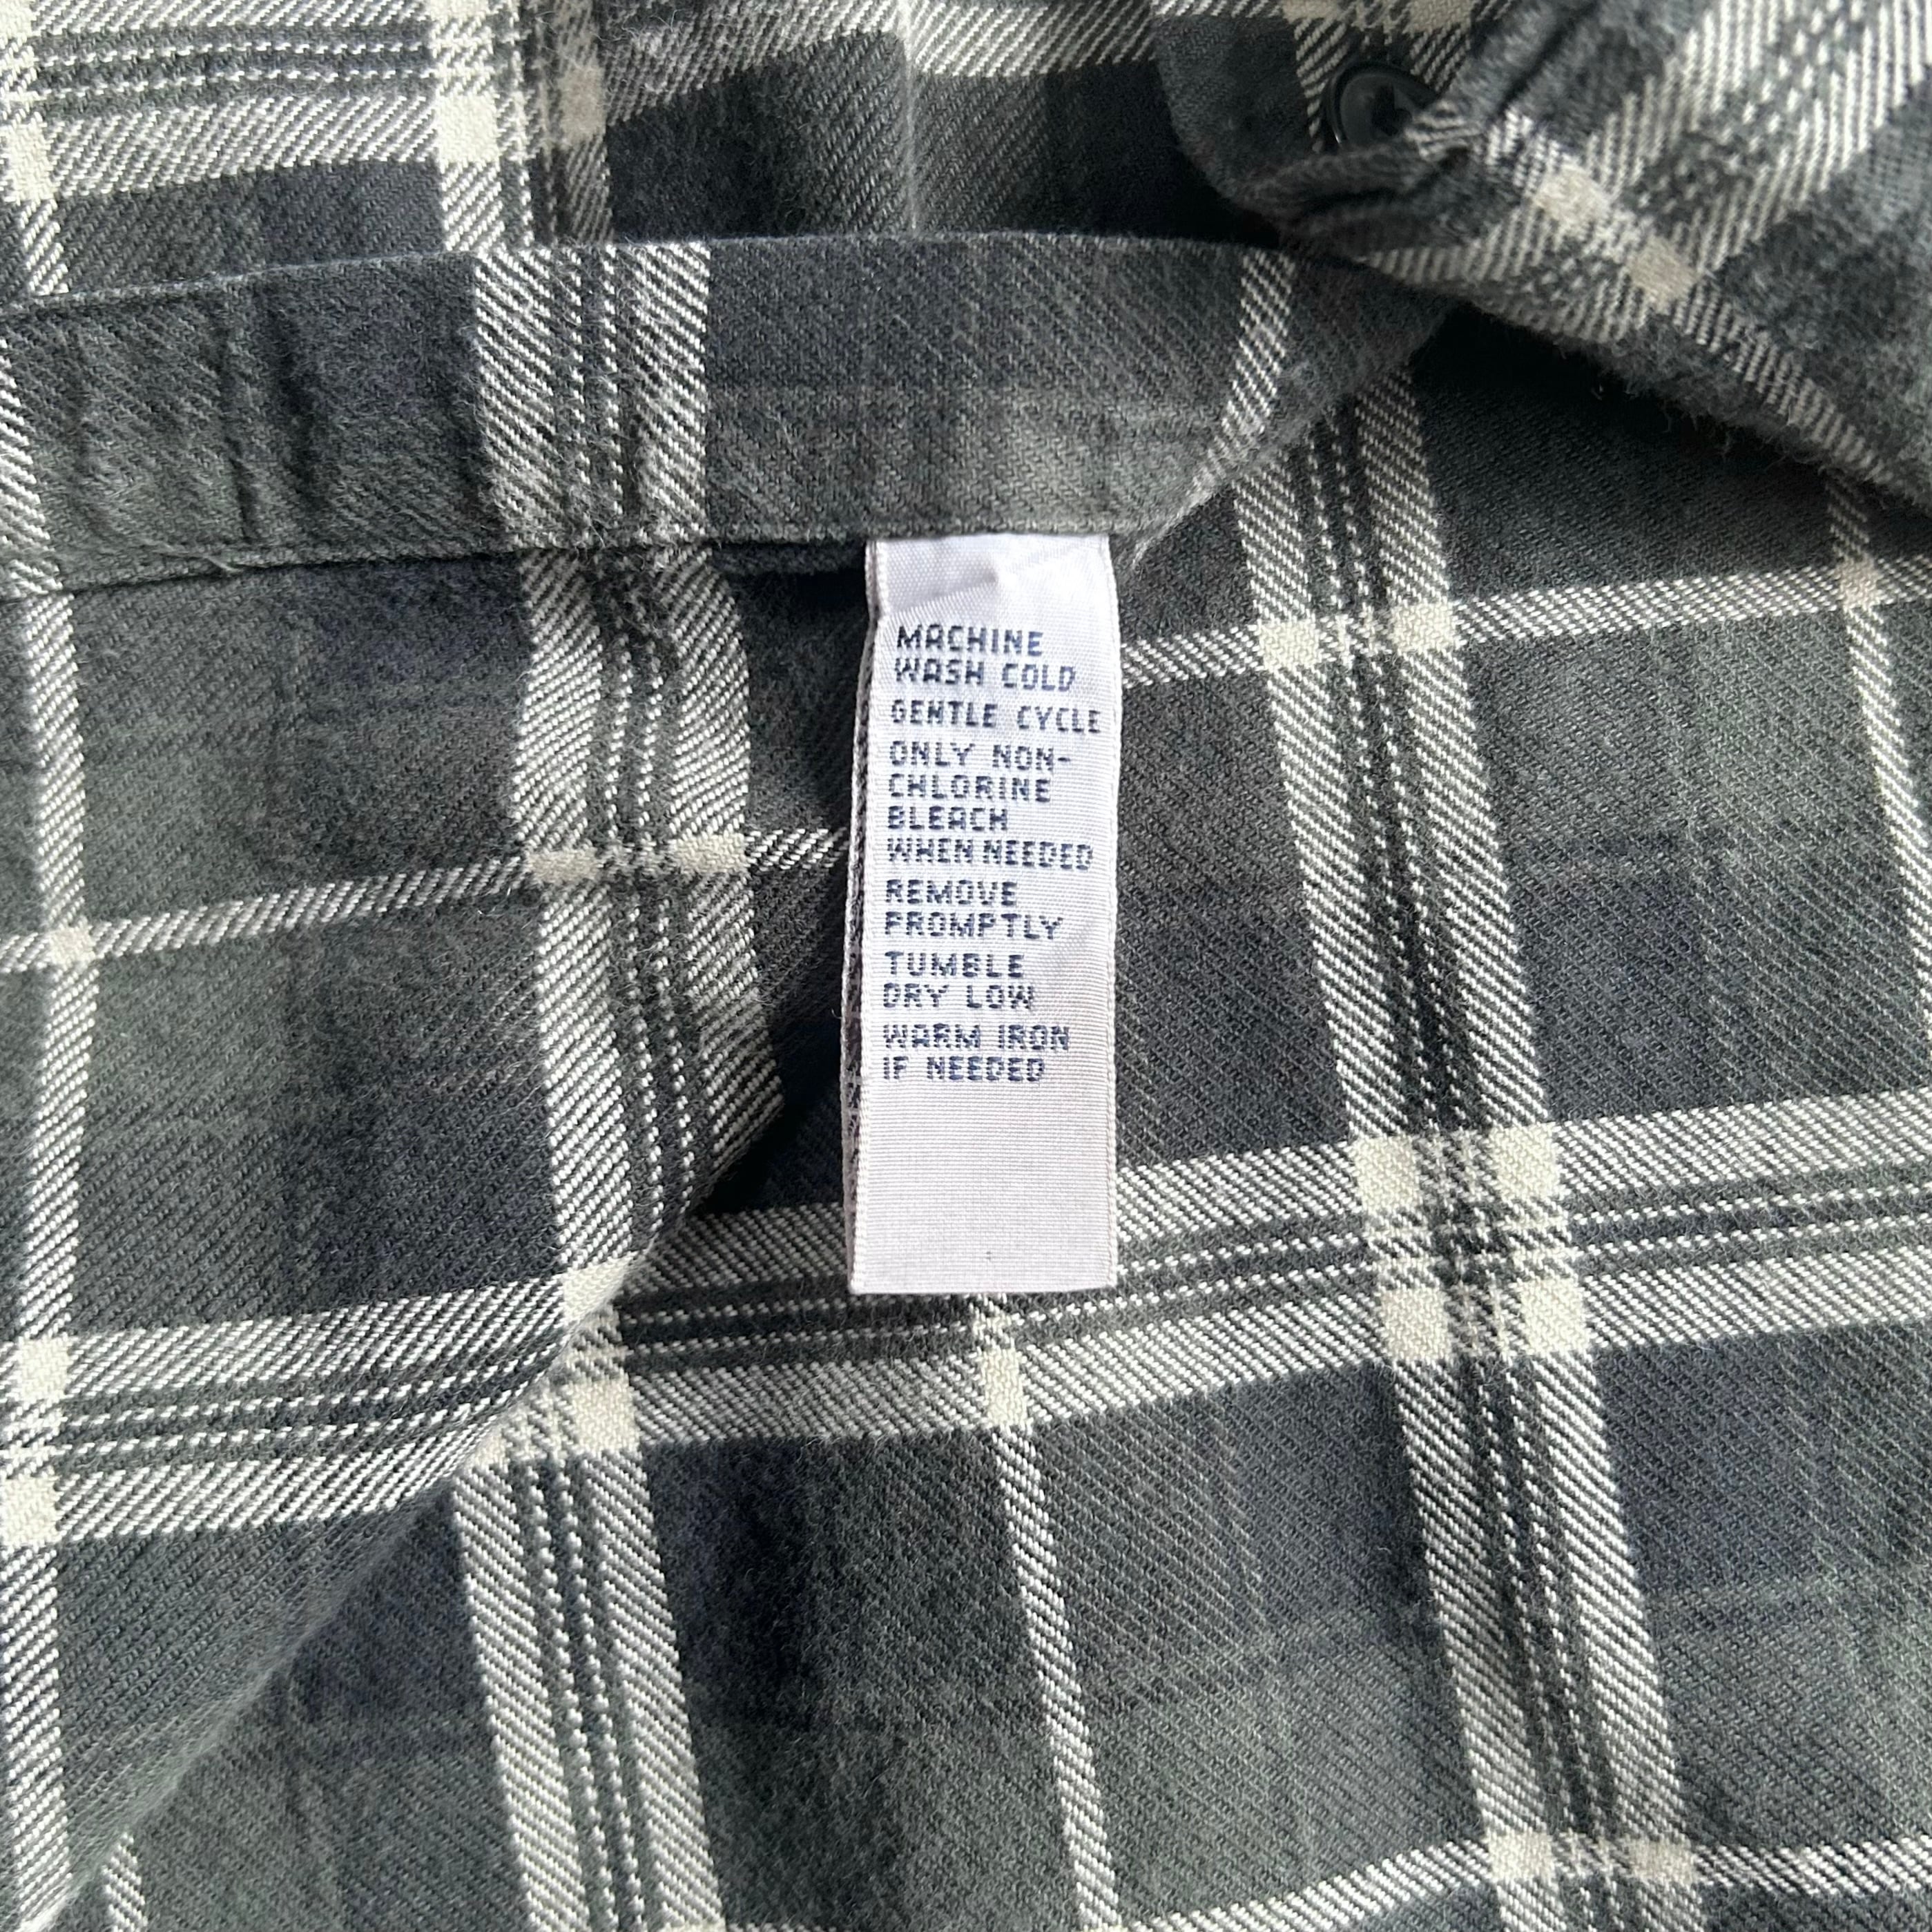 MACHINE
WASH COLD
GENTLE CYCLE
ONLY NON-
CHLORINE
BLEACH
WHEN NEEDED
REMOVE
PROMPTLY
TUMBLE
DRY LOW
WARM IRON
IF NEEDED